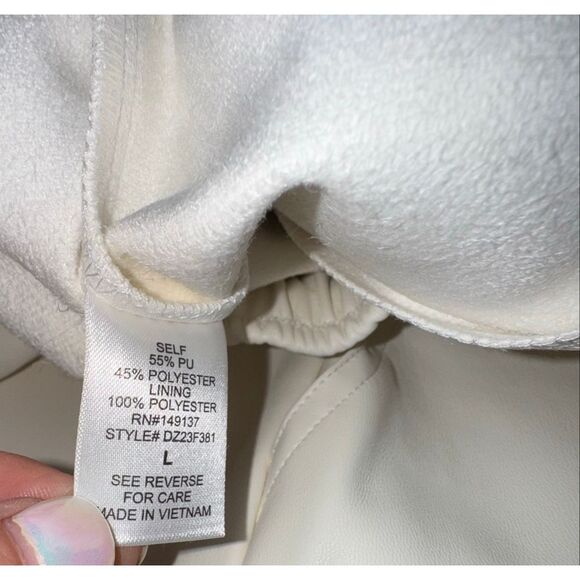 SELF
55% PU
45% POLYESTER
LINING
100% POLYESTER
RN#149137
STYLE# DZ23F381
L
SEE REVERSE
FOR CARE
MADE IN VIETNAM